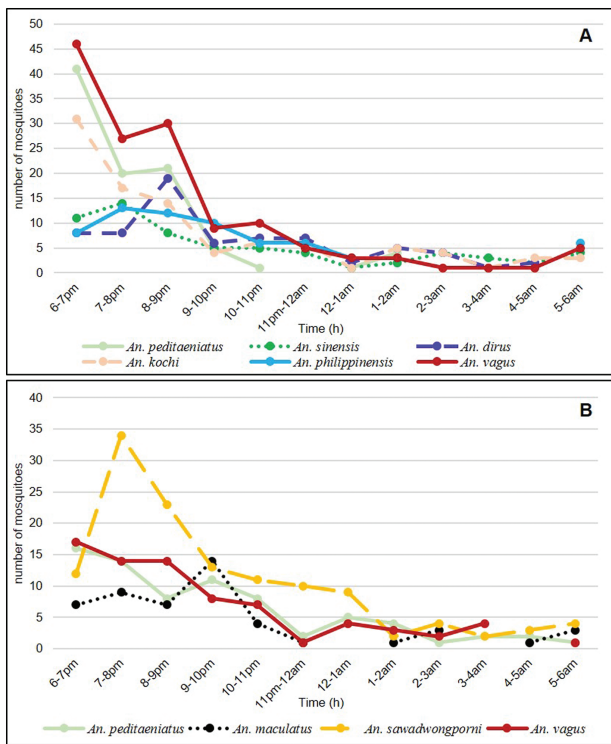 A
50
45
40
35
30
25
20
15
10
5
0
number of mosquitoes
6-7pm
7-8pm
8-9pm
9-10pm
10-11pm
11pm-12am
12-1am
1-2am
2-3am
3-4am
4-5am
5-6am
Time (h)
An. peditaeniatus An. sinensis An. dirus
An. kochi An. philippinensis An. vagus
B
40
35
30
25
20
15
10
5
0
number of mosquitoes
6-7pm
7-8pm
8-9pm
9-10pm
10-11pm
11pm-12am
12-1am
1-2am
2-3am
3-4am
4-5am
5-6am
Time (h)
An. peditaeniatus An. maculatus An. sawadwongporni An. vagus